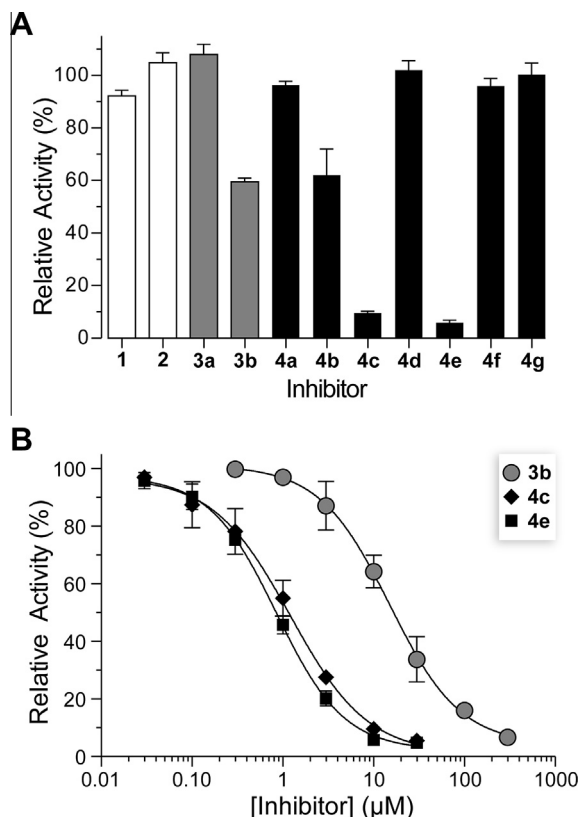 A
Relative Activity (%)
100
80
60
40
20
0
1 2 3a 3b 4a 4b 4c 4d 4e 4f 4g
Inhibitor
B
Relative Activity (%)
100
80
60
40
20
0
3b
4c
4e
0.01 0.10 1 10 100 1000
[Inhibitor] (μM)